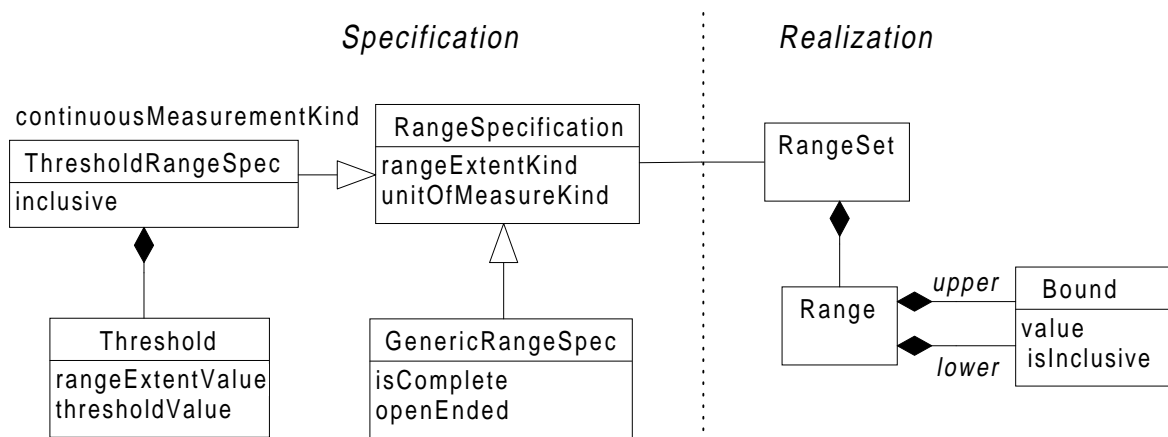 Specification
Realization
continuousMeasurementKind
ThresholdRangeSpec
inclusive
RangeSpecification
rangeExtentKind
unitOfMeasureKind
RangeSet
Threshold
rangeExtentValue
thresholdValue
GenericRangeSpec
isComplete
openEnded
Range
upper
lower
Bound
value
isInclusive